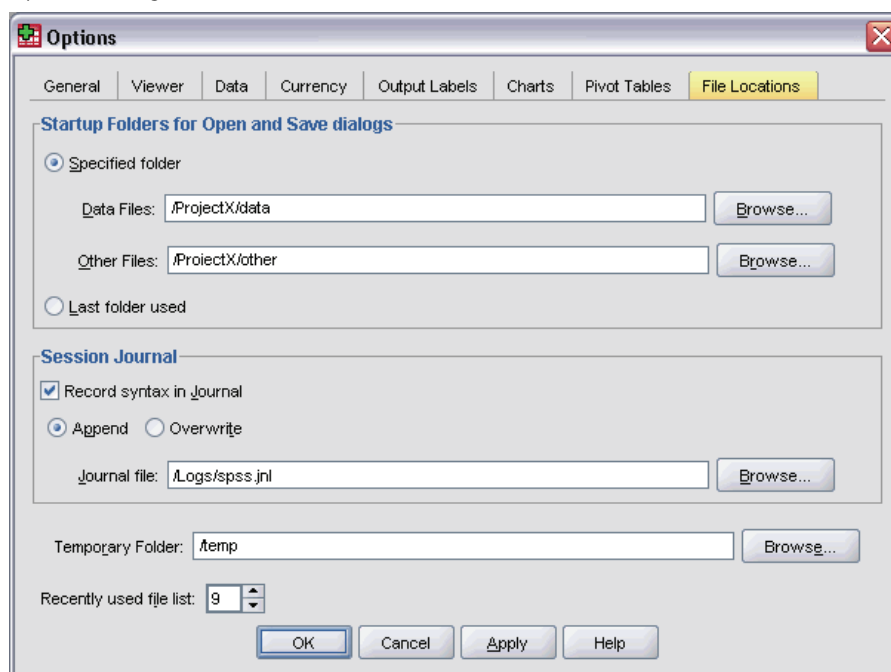 Options
General Viewer Data Currency Output Labels Charts Pivot Tables File Locations
Startup Folders for Open and Save dialogs
Specified folder
Data Files: /ProjectX/data Browse...
Other Files: /ProjectX/other Browse...
Last folder used
Session Journal
Record syntax in Journal
Append Overwrite
Journal file: /Logs/spss.jnl Browse...
Temporary Folder: /temp Browse...
Recently used file list: 9
OK Cancel Apply Help